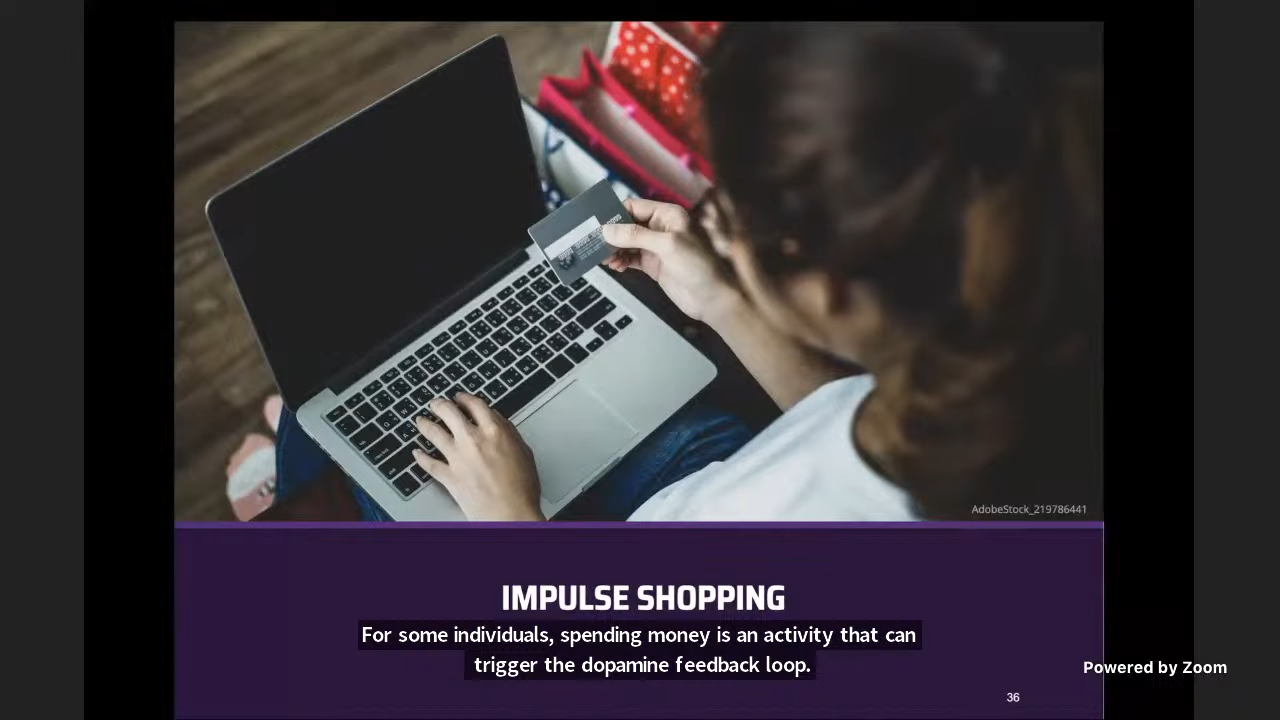 AdobeStock_219786441
IMPULSE SHOPPING
For some individuals, spending money is an activity that can
trigger the dopamine feedback loop.
Powered by Zoom
36